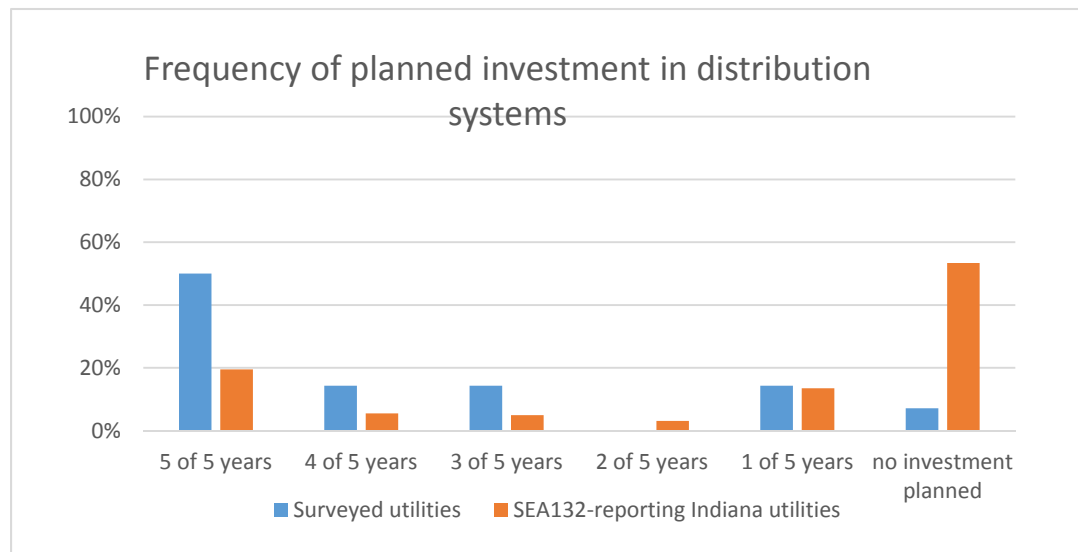 Frequency of planned investment in distribution
systems
100%
80%
60%
40%
20%
0%
5 of 5 years
4 of 5 years
3 of 5 years
2 of 5 years
1 of 5 years
no investment
planned
Surveyed utilities
SEA132-reporting Indiana utilities